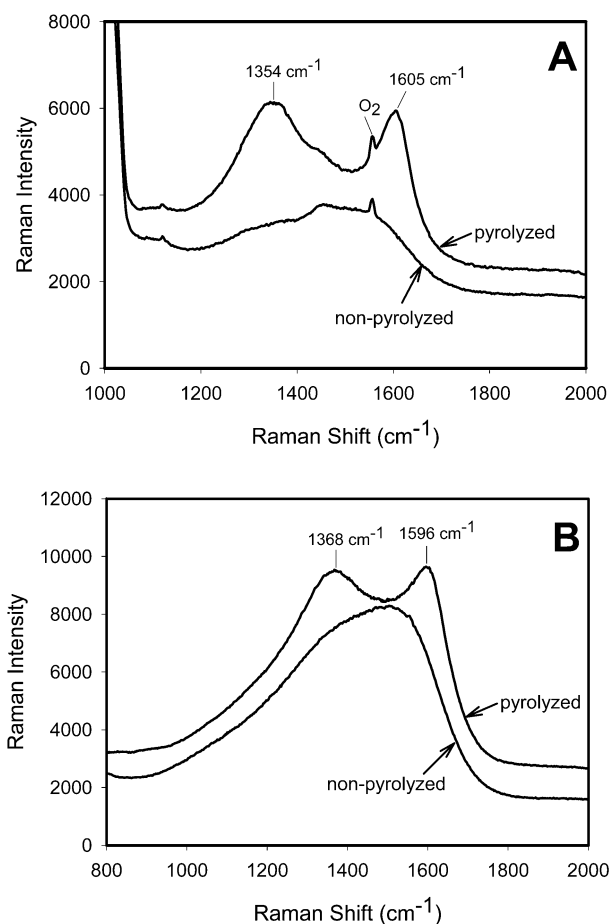 A
8000
6000
4000
2000
0
1354 cm-1
O2
1605 cm-1
pyrolyzed
non-pyrolyzed
1000 1200 1400 1600 1800 2000
Raman Intensity
Raman Shift (cm-1)
B
12000
10000
8000
6000
4000
2000
0
1368 cm-1
1596 cm-1
pyrolyzed
non-pyrolyzed
800 1000 1200 1400 1600 1800 2000
Raman Intensity
Raman Shift (cm-1)